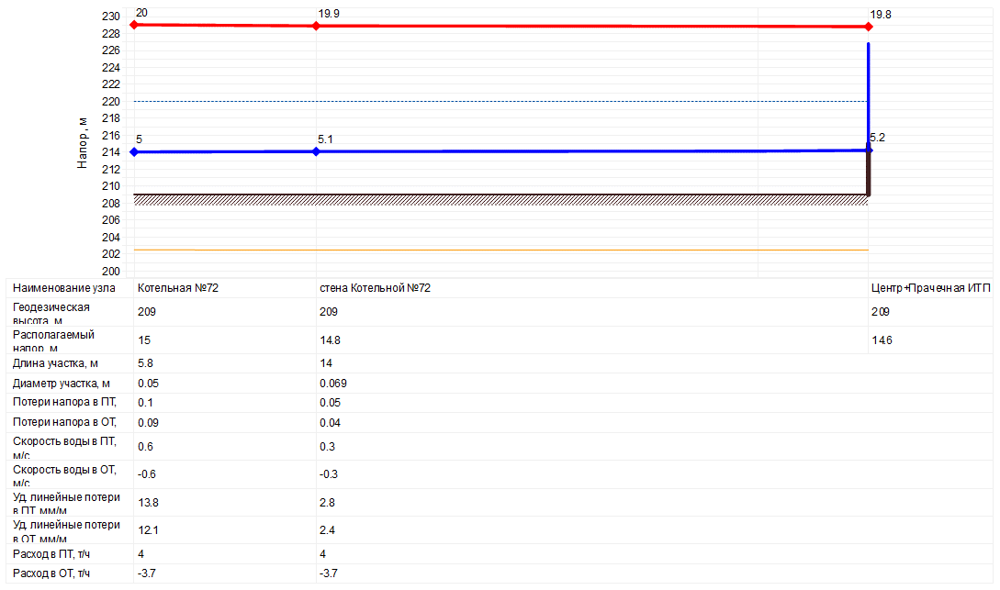 230
228
226
224
222
220
218
216
214
212
210
208
206
204
202
200
Напор, м
20
19.9
19.8
5
5.1
5.2
Наименование узла
Котельная №72
стена Котельной №72
Центр+Прачечная ИТП
Геодезическая
высота, м
209
209
209
Располагаемый
напор, м
15
14.8
14.6
Длина участка, м
5.8
14
Диаметр участка, м
0.05
0.069
Потери напора в ПТ,
0.1
0.05
Потери напора в ОТ,
0.09
0.04
Скорость воды в ПТ,
м/с
0.6
0.3
Скорость воды в ОТ,
м/с
-0.6
-0.3
Уд. линейные потери
в ПТ, мм/м
13.8
2.8
Уд. линейные потери
в ОТ, мм/м
12.1
2.4
Расход в ПТ, т/ч
4
4
Расход в ОТ, т/ч
-3.7
-3.7